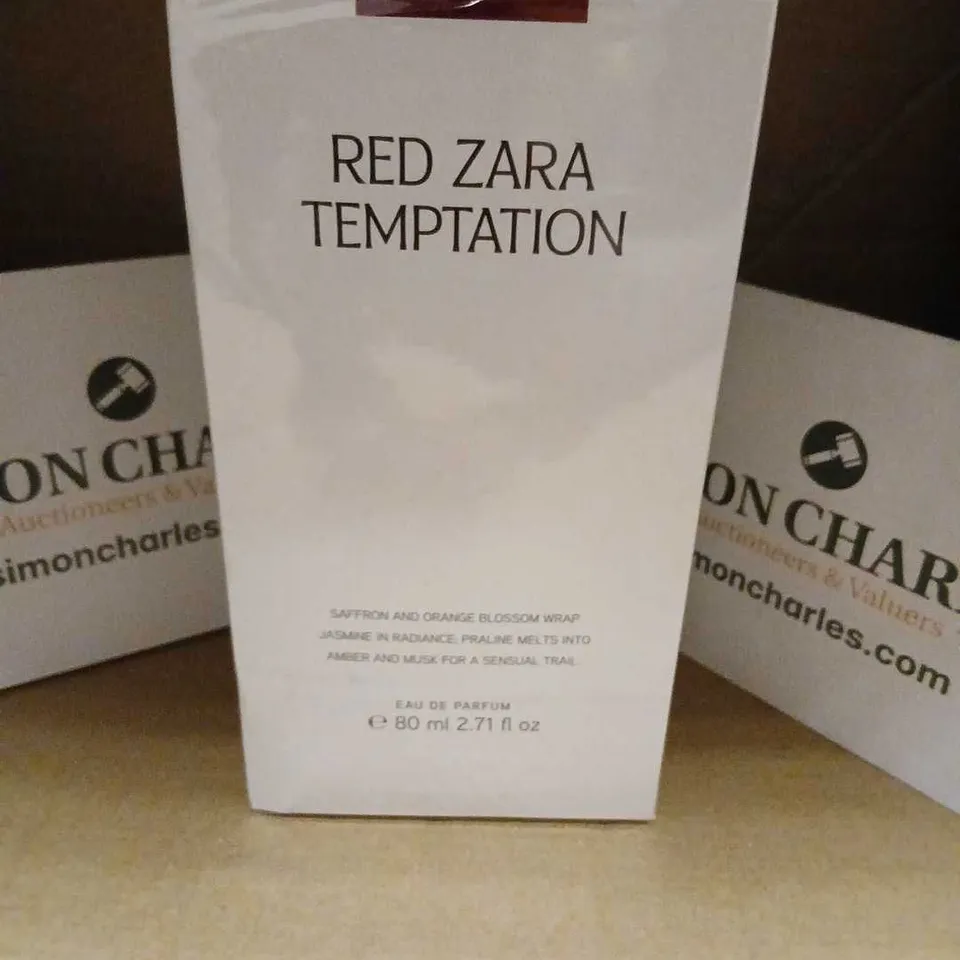 RED ZARA
TEMPTATION
SAFFRON AND ORANGE BLOSSOM WRAP
JASMINE IN RADIANCE; PRALINE MELTS INTO
AMBER AND MUSK FOR A SENSUAL TRAIL.
EAU DE PARFUM
℮ 80 ml 2.71 fl oz
ON CHA
Auctioneers & Va
simoncharles
ON CHAR
uctioneers & Valuers
moncharles.com